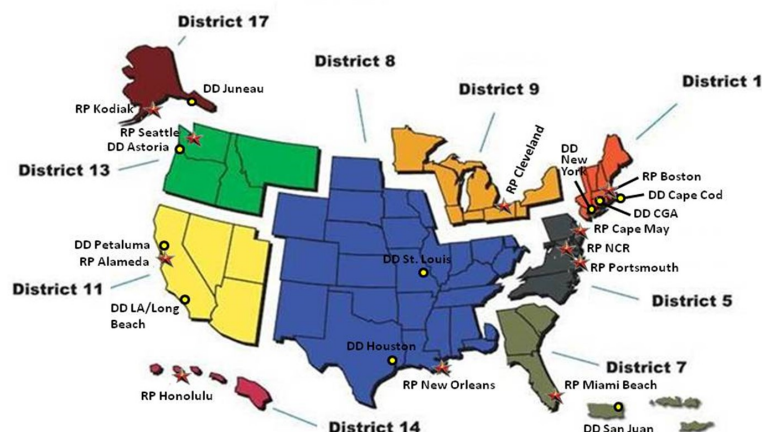 District 17
DD Juneau
RP Kodiak
RP Seattle
DD Astoria
District 13
District 8
District 9
RP Cleveland
District 1
DD
New
York
RP Boston
DD Cape Cod
DD CGA
RP Cape May
RP NCR
RP Portsmouth
District 5
DD Petaluma
RP Alameda
District 11
DD LA/Long
Beach
DD St. Louis
DD Houston
RP New Orleans
District 7
RP Miami Beach
DD San Juan
RP Honolulu
District 14